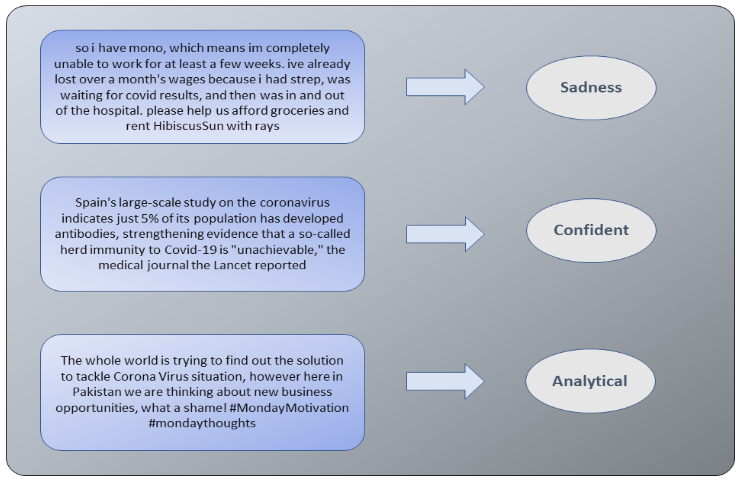 so i have mono, which means im completely
unable to work for at least a few weeks. ive already
lost over a month's wages because i had strep, was
waiting for covid results, and then was in and out
of the hospital. please help us afford groceries and
rent HibiscusSun with rays
Sadness
Spain's large-scale study on the coronavirus
indicates just 5% of its population has developed
antibodies, strengthening evidence that a so-called
herd immunity to Covid-19 is "unachievable," the
medical journal the Lancet reported
Confident
The whole world is trying to find out the solution
to tackle Corona Virus situation, however here in
Pakistan we are thinking about new business
opportunities, what a shame! #MondayMotivation
#mondaythoughts
Analytical